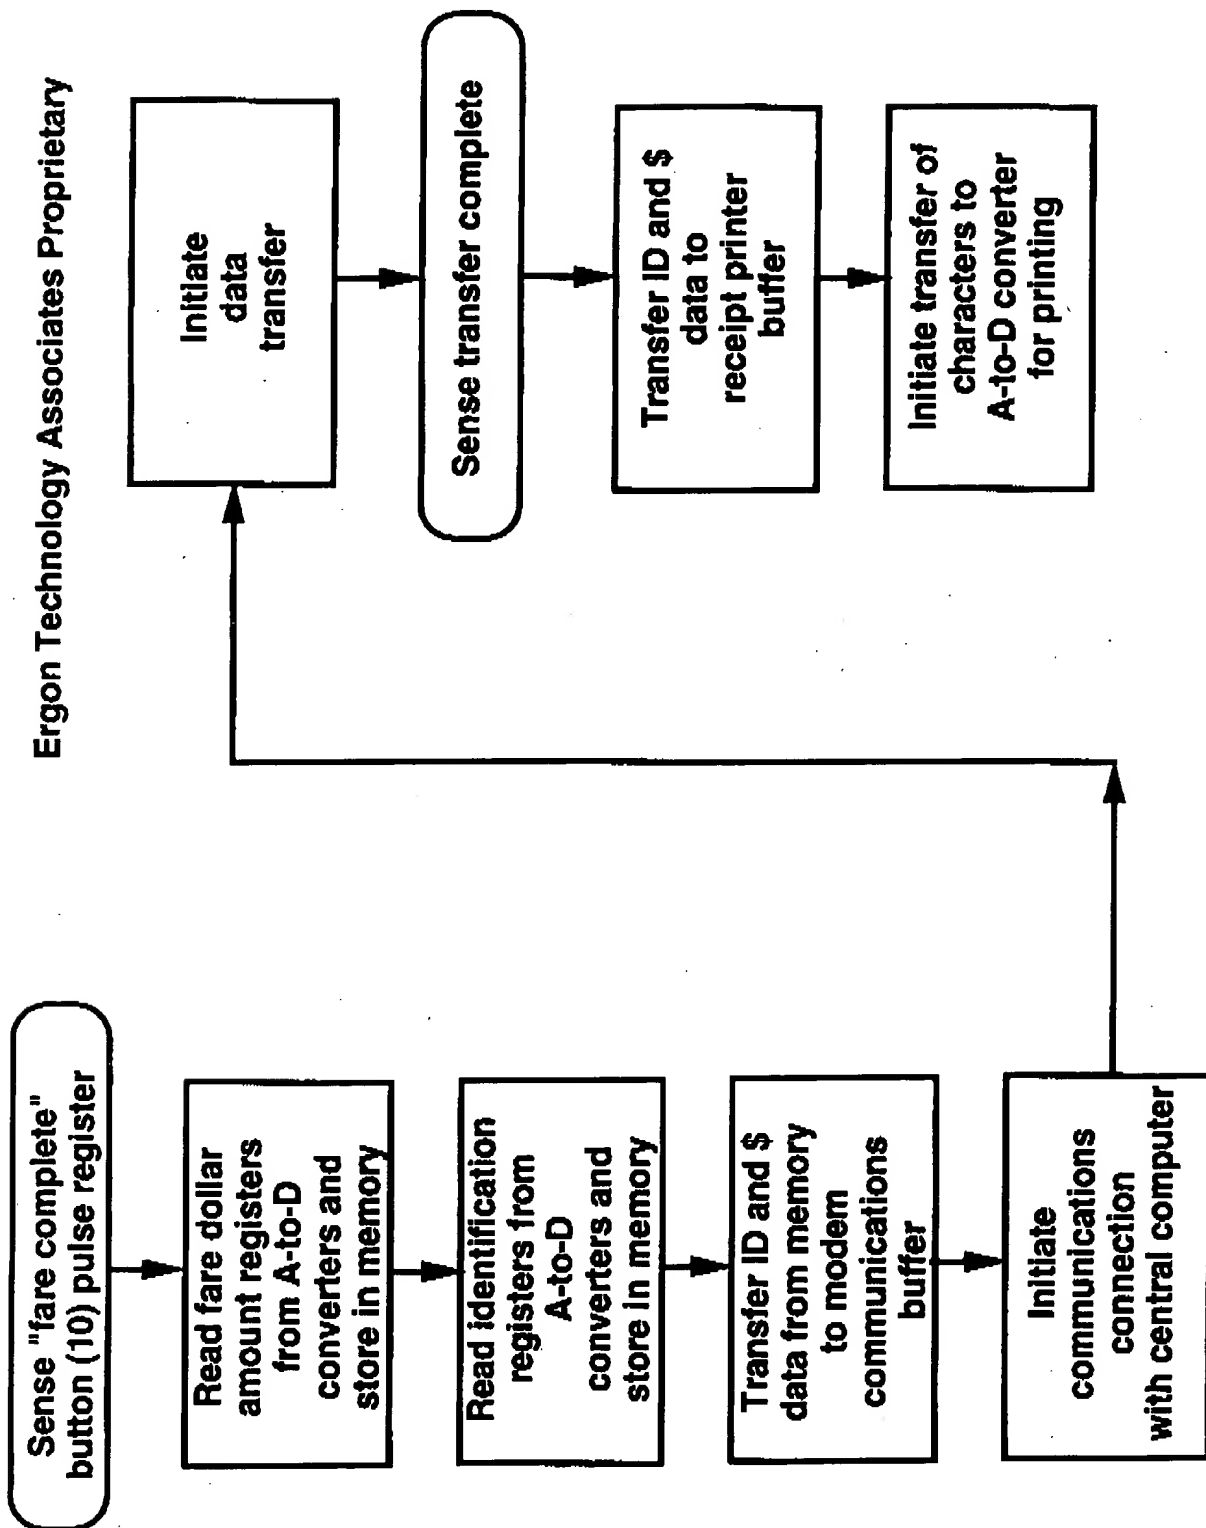 Ergon Technology Associates Proprietary
Sense "fare complete"
button (10) pulse register
Read fare dollar
amount registers
from A-to-D
converters and
store in memory
Read identification
registers from
A-to-D
converters and
store in memory
Transfer ID and $
data from memory
to modem
communications
buffer
Initiate
communications
connection
with central computer
Initiate
data
transfer
Sense transfer complete
Transfer ID and $
data to
receipt printer
buffer
Initiate transfer of
characters to
A-to-D converter
for printing